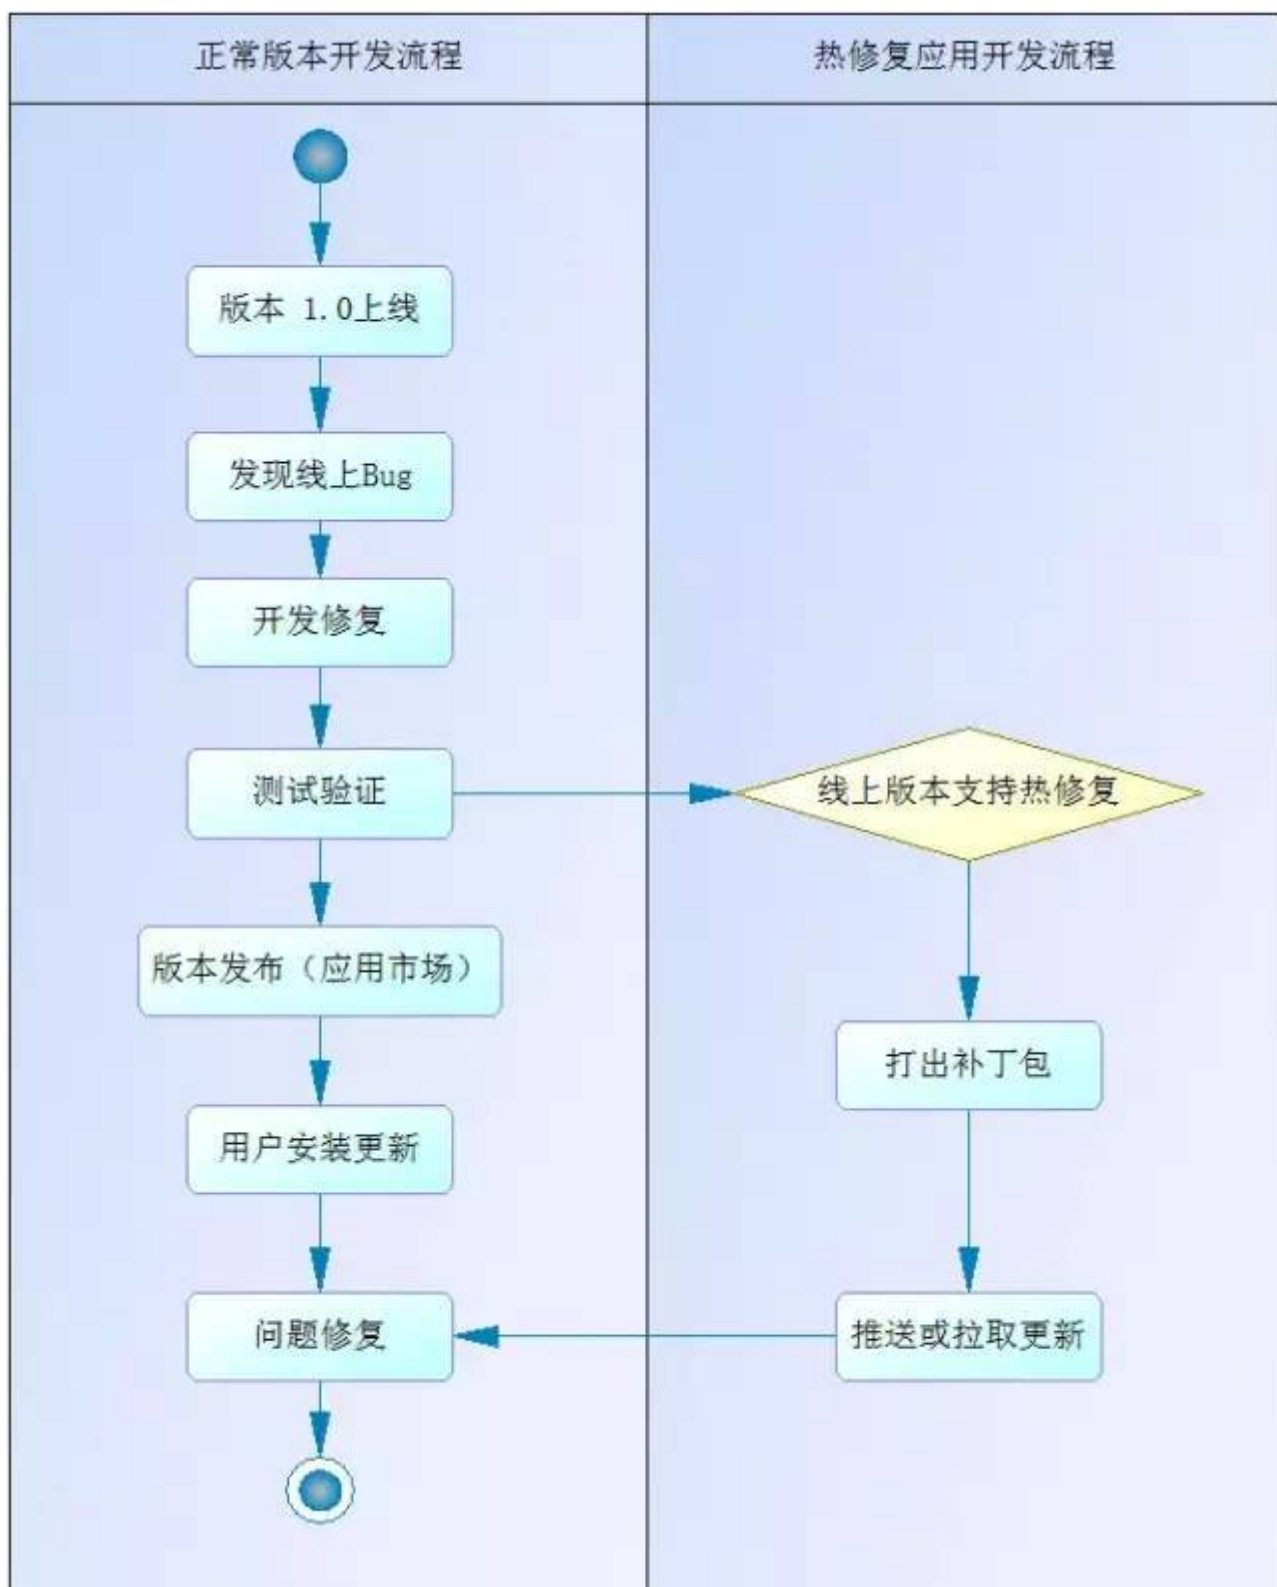 正常版本开发流程
热修复应用开发流程
版本 1.0上线
发现线上Bug
开发修复
测试验证
线上版本支持热修复
版本发布（应用市场）
打出补丁包
用户安装更新
问题修复
推送或拉取更新